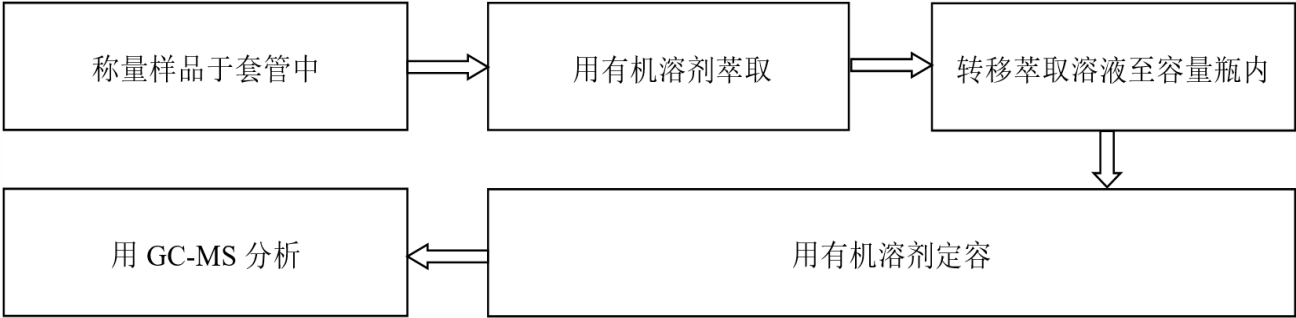 称量样品于套管中
用有机溶剂萃取
转移萃取溶液至容量瓶内
用有机溶剂定容
用 GC-MS 分析